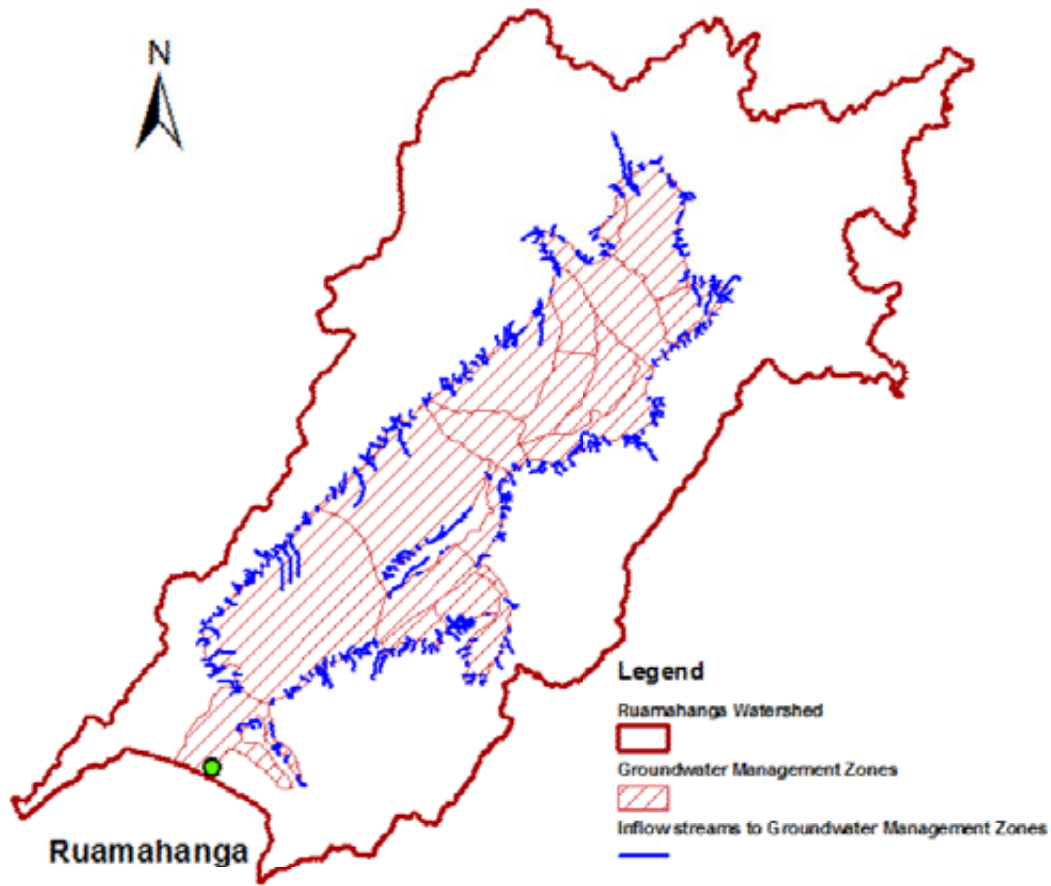 N
Legend
Ruamahanga Watershed
Groundwater Management Zones
Inflow streams to Groundwater Management Zones
Ruamahanga